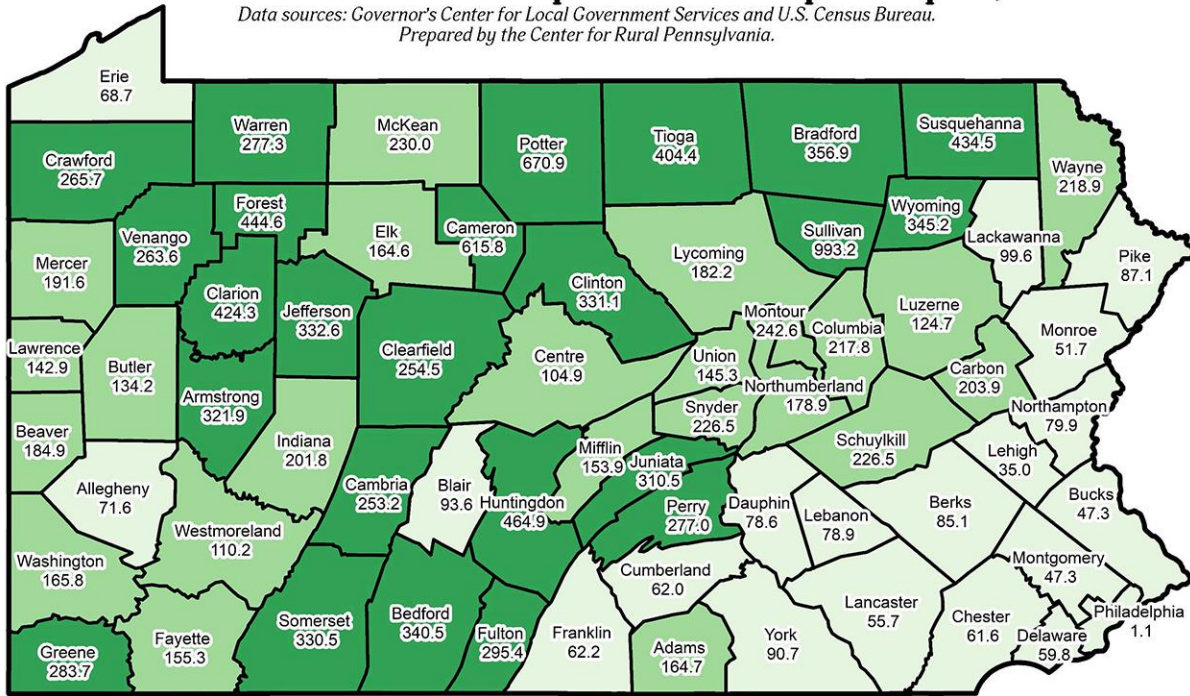 Data sources: Governor's Center for Local Government Services and U.S. Census Bureau.
Prepared by the Center for Rural Pennsylvania.
Erie
68.7
Warren
277.3
McKean
230.0
Potter
670.9
Tioga
404.4
Bradford
356.9
Susquehanna
434.5
Wayne
218.9
Crawford
265.7
Forest
444.6
Venango
263.6
Elk
164.6
Cameron
615.8
Lycoming
182.2
Sullivan
993.2
Wyoming
345.2
Lackawanna
99.6
Pike
87.1
Mercer
191.6
Clarion
424.3
Jefferson
332.6
Clinton
331.1
Montour
242.6
Columbia
217.8
Luzerne
124.7
Monroe
51.7
Lawrence
142.9
Butler
134.2
Armstrong
321.9
Clearfield
254.5
Centre
104.9
Union
145.3
Northumberland
178.9
Carbon
203.9
Northampton
79.9
Beaver
184.9
Indiana
201.8
Snyder
226.5
Mifflin
153.9
Juniata
310.5
Schuylkill
226.5
Lehigh
35.0
Allegheny
71.6
Cambria
253.2
Blair
93.6
Huntingdon
464.9
Perry
277.0
Dauphin
78.6
Lebanon
78.9
Berks
85.1
Bucks
47.3
Washington
165.8
Westmoreland
110.2
Cumberland
62.0
Montgomery
47.3
Greene
283.7
Fayette
155.3
Somerset
330.5
Bedford
340.5
Fulton
295.4
Franklin
62.2
Adams
164.7
York
90.7
Lancaster
55.7
Chester
61.6
Delaware
59.8
Philadelphia
1.1